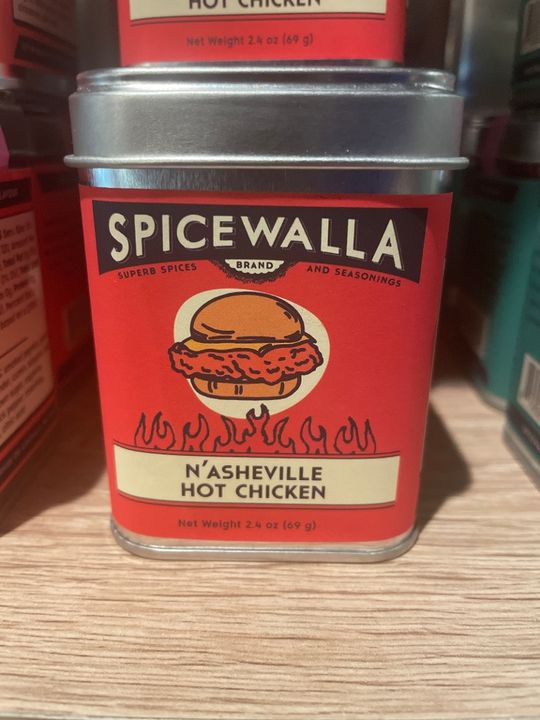 HOT CHICKEN
Net Weight 2.4 oz (69 g)
SPICEWALLA
SUPERB SPICES BRAND AND SEASONINGS
N'ASHEVILLE
HOT CHICKEN
Net Weight 2.4 oz (69 g)